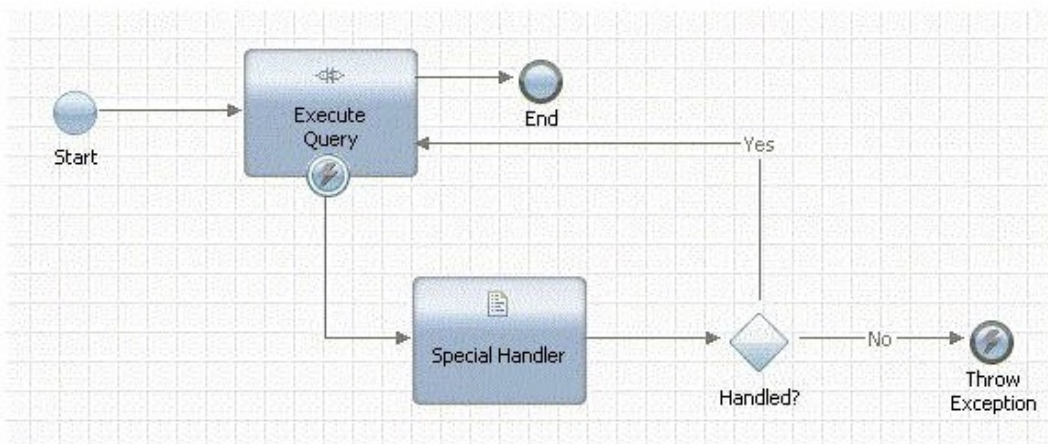 Start
Execute
Query
End
Yes
Special Handler
Handled?
No
Throw
Exception